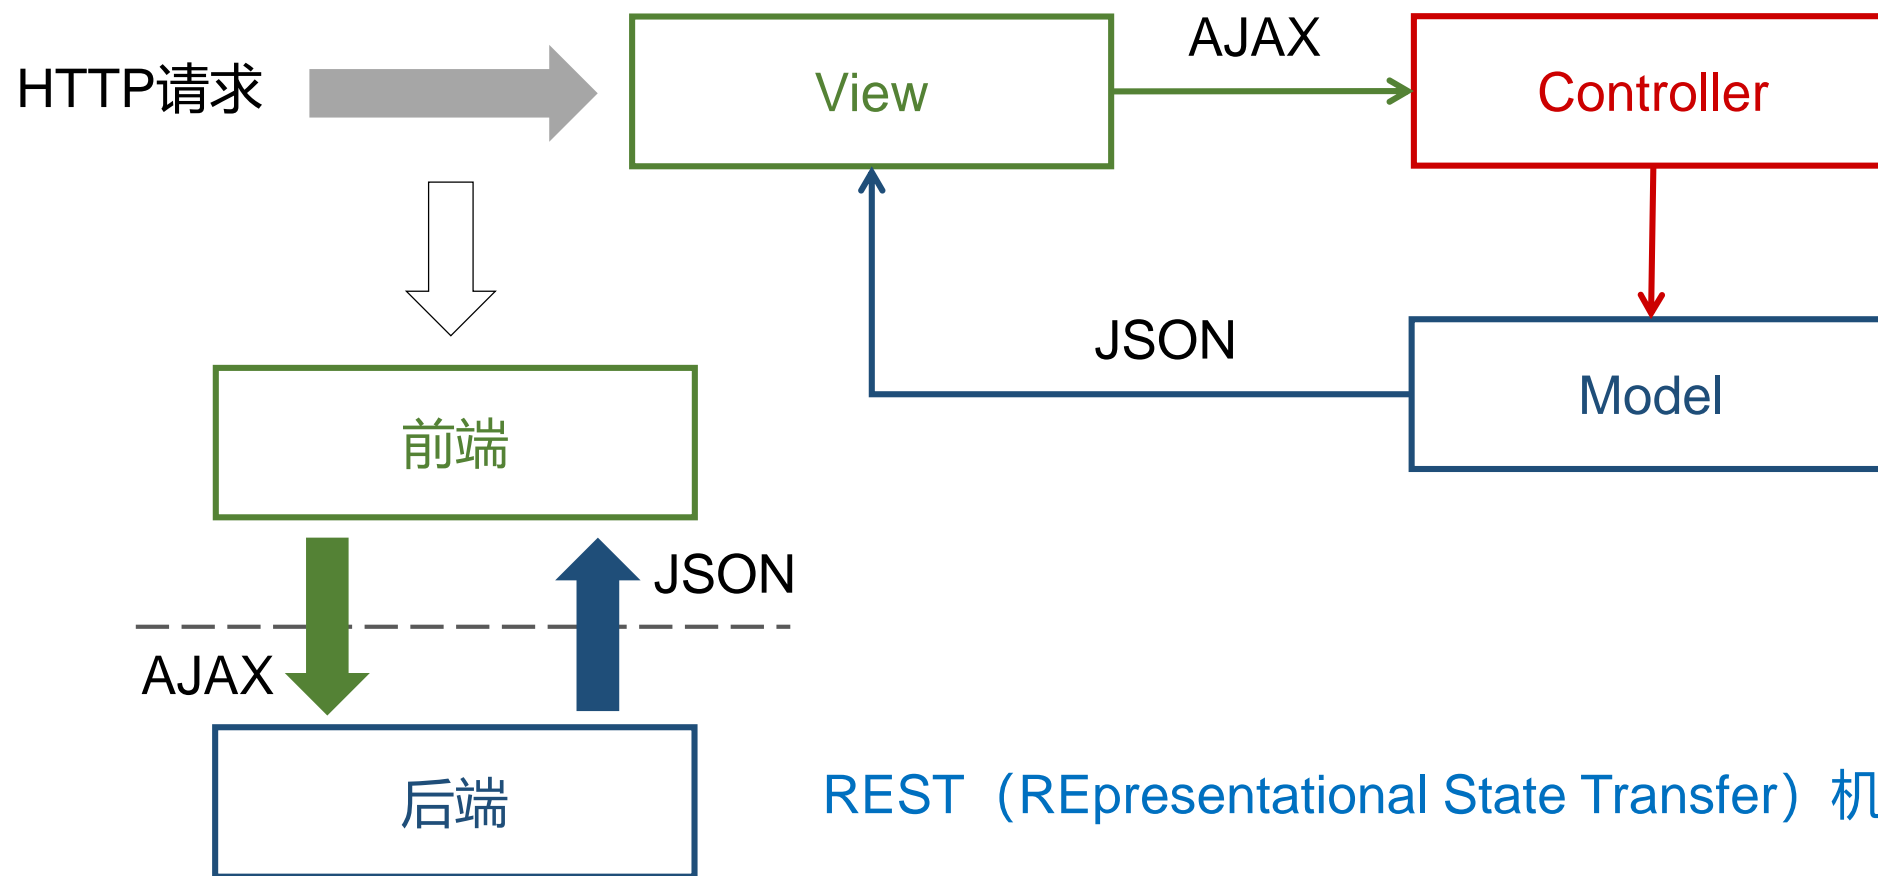 HTTP请求
View
AJAX
Controller
JSON
Model
前端
JSON
AJAX
后端
REST（REpresentational State Transfer）机